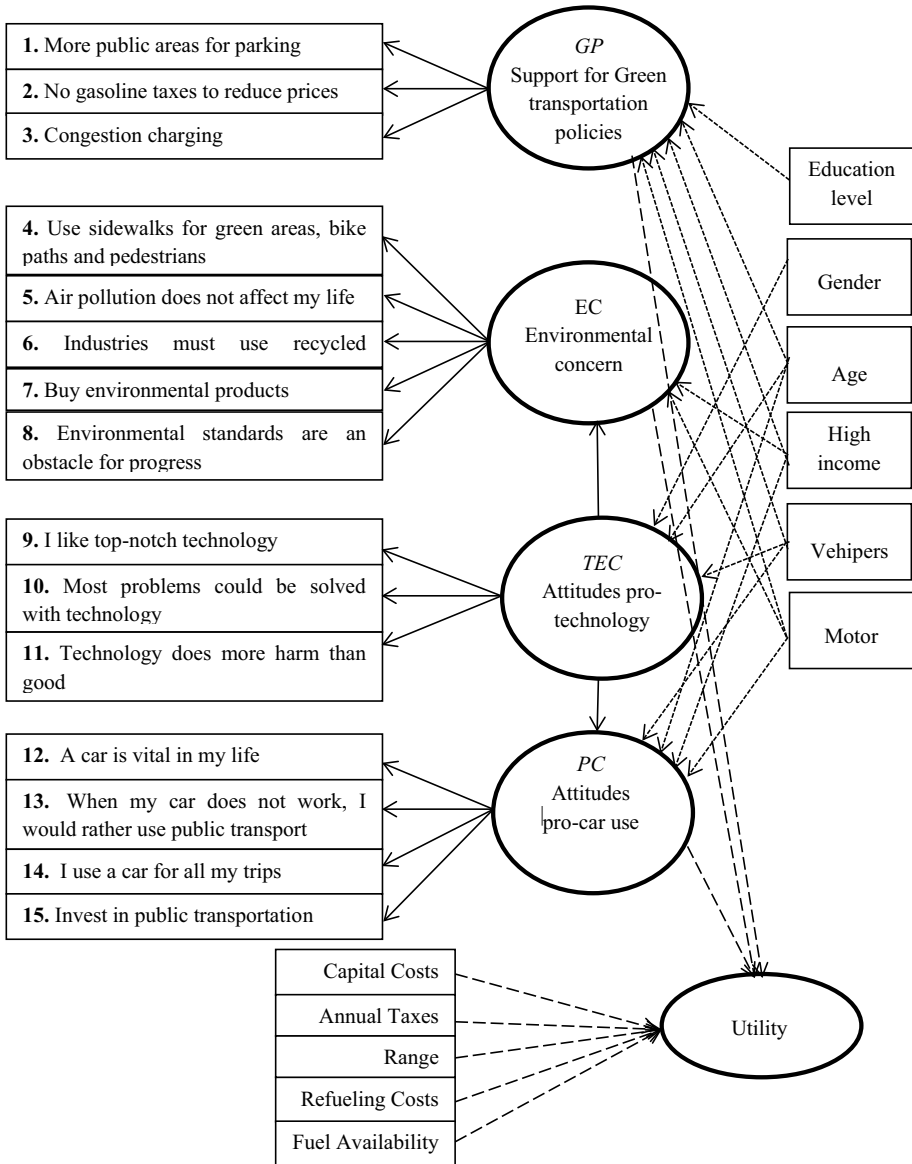 1. More public areas for parking
2. No gasoline taxes to reduce prices
3. Congestion charging
GP
Support for Green
transportation
policies
Education
level
4. Use sidewalks for green areas, bike
paths and pedestrians
5. Air pollution does not affect my life
6. Industries must use recycled
7. Buy environmental products
8. Environmental standards are an
obstacle for progress
EC
Environmental
concern
Gender
Age
High
income
9. I like top-notch technology
10. Most problems could be solved
with technology
11. Technology does more harm than
good
TEC
Attitudes pro-
technology
Vehipers
Motor
12. A car is vital in my life
13. When my car does not work, I
would rather use public transport
14. I use a car for all my trips
15. Invest in public transportation
PC
Attitudes
pro-car use
Capital Costs
Annual Taxes
Range
Refueling Costs
Fuel Availability
Utility